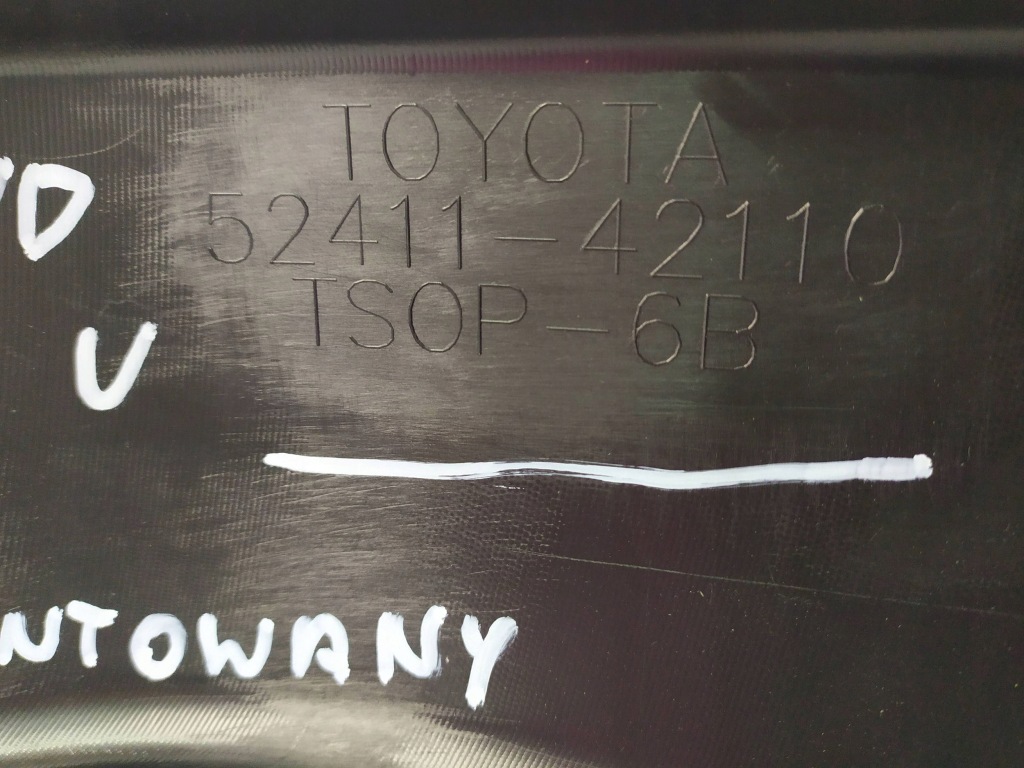 TOYOTA
52411-42110
TSOP-6B
U
NTOWANY